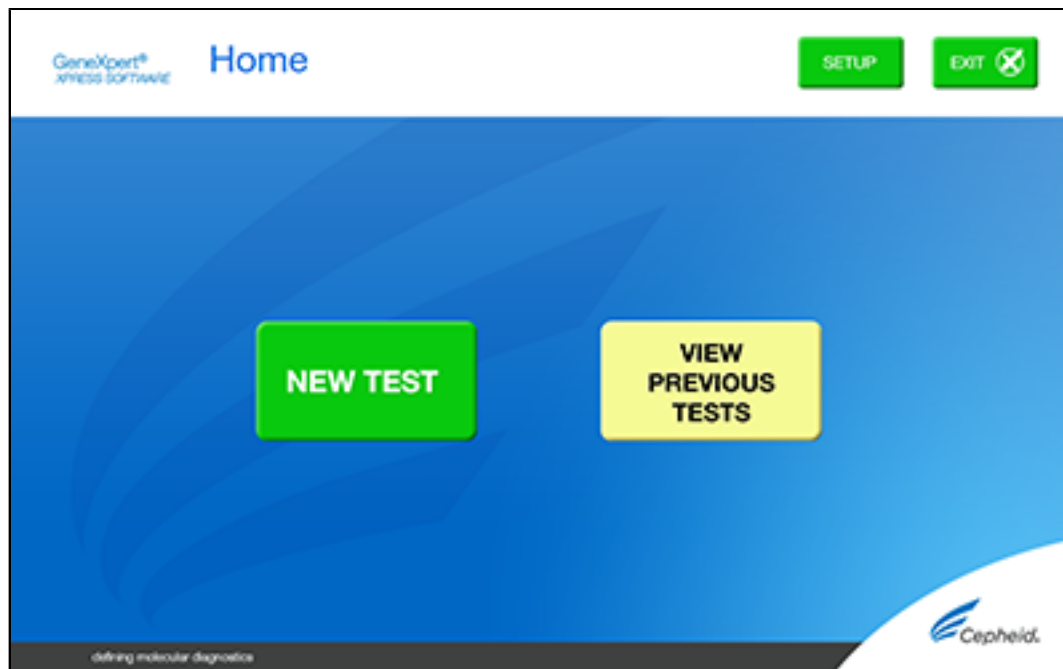 GeneXpert®
XPRESS SOFTWARE
Home
SETUP
EXIT
NEW TEST
VIEW
PREVIOUS
TESTS
Cepheid.
defining molecular diagnostics